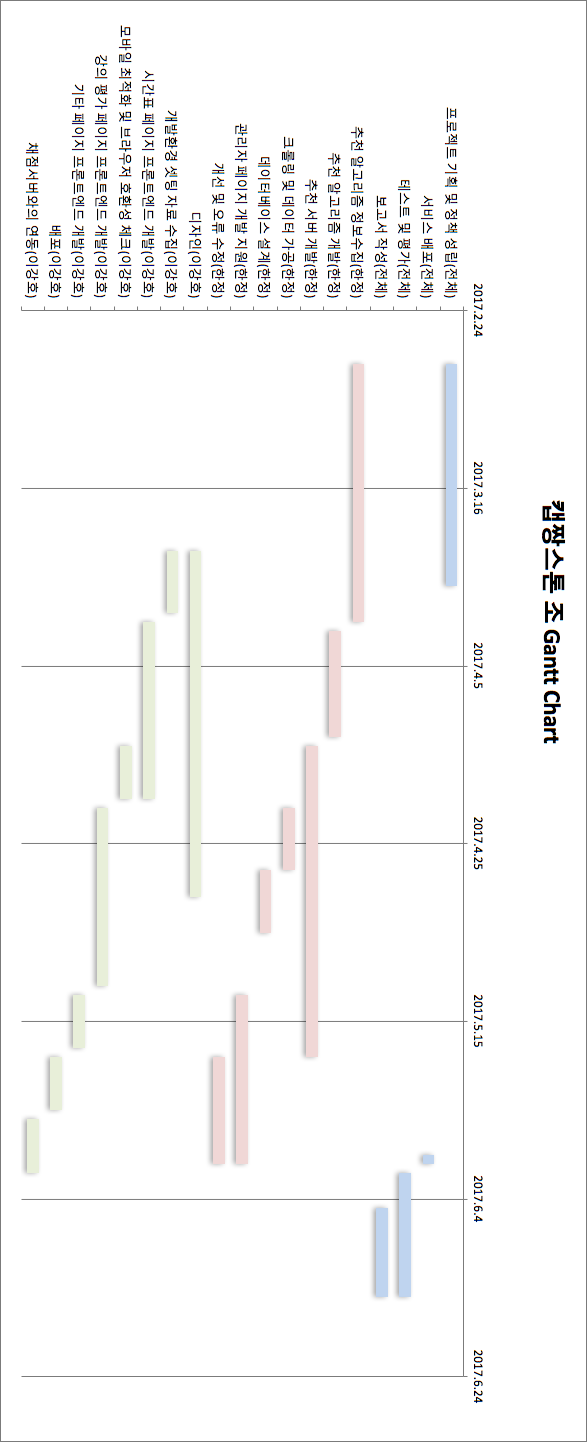 캡짱스톤 조 Gantt Chart
2017.2.24
2017.3.16
2017.4.5
2017.4.25
2017.5.15
2017.6.4
2017.6.24
프로젝트 기획 및 정책 성립(전체)
서비스 배포(전체)
테스트 및 평가(전체)
보고서 작성(전체)
추천 알고리즘 정보수집(한정)
추천 알고리즘 개발(한정)
추천 서버 개발(한정)
크롤링 및 데이터 가공(한정)
데이터베이스 설계(한정)
관리자 페이지 개발 지원(한정)
개선 및 오류 수정(한정)
디자인(이강호)
개발환경 셋팅 자료 수집(이강호)
시간표 페이지 프론트엔드 개발(이강호)
모바일 최적화 및 브라우저 호환성 체크(이강호)
강의 평가 페이지 프론트엔드 개발(이강호)
기타 페이지 프론트엔드 개발(이강호)
배포(이강호)
채점서버와의 연동(이강호)